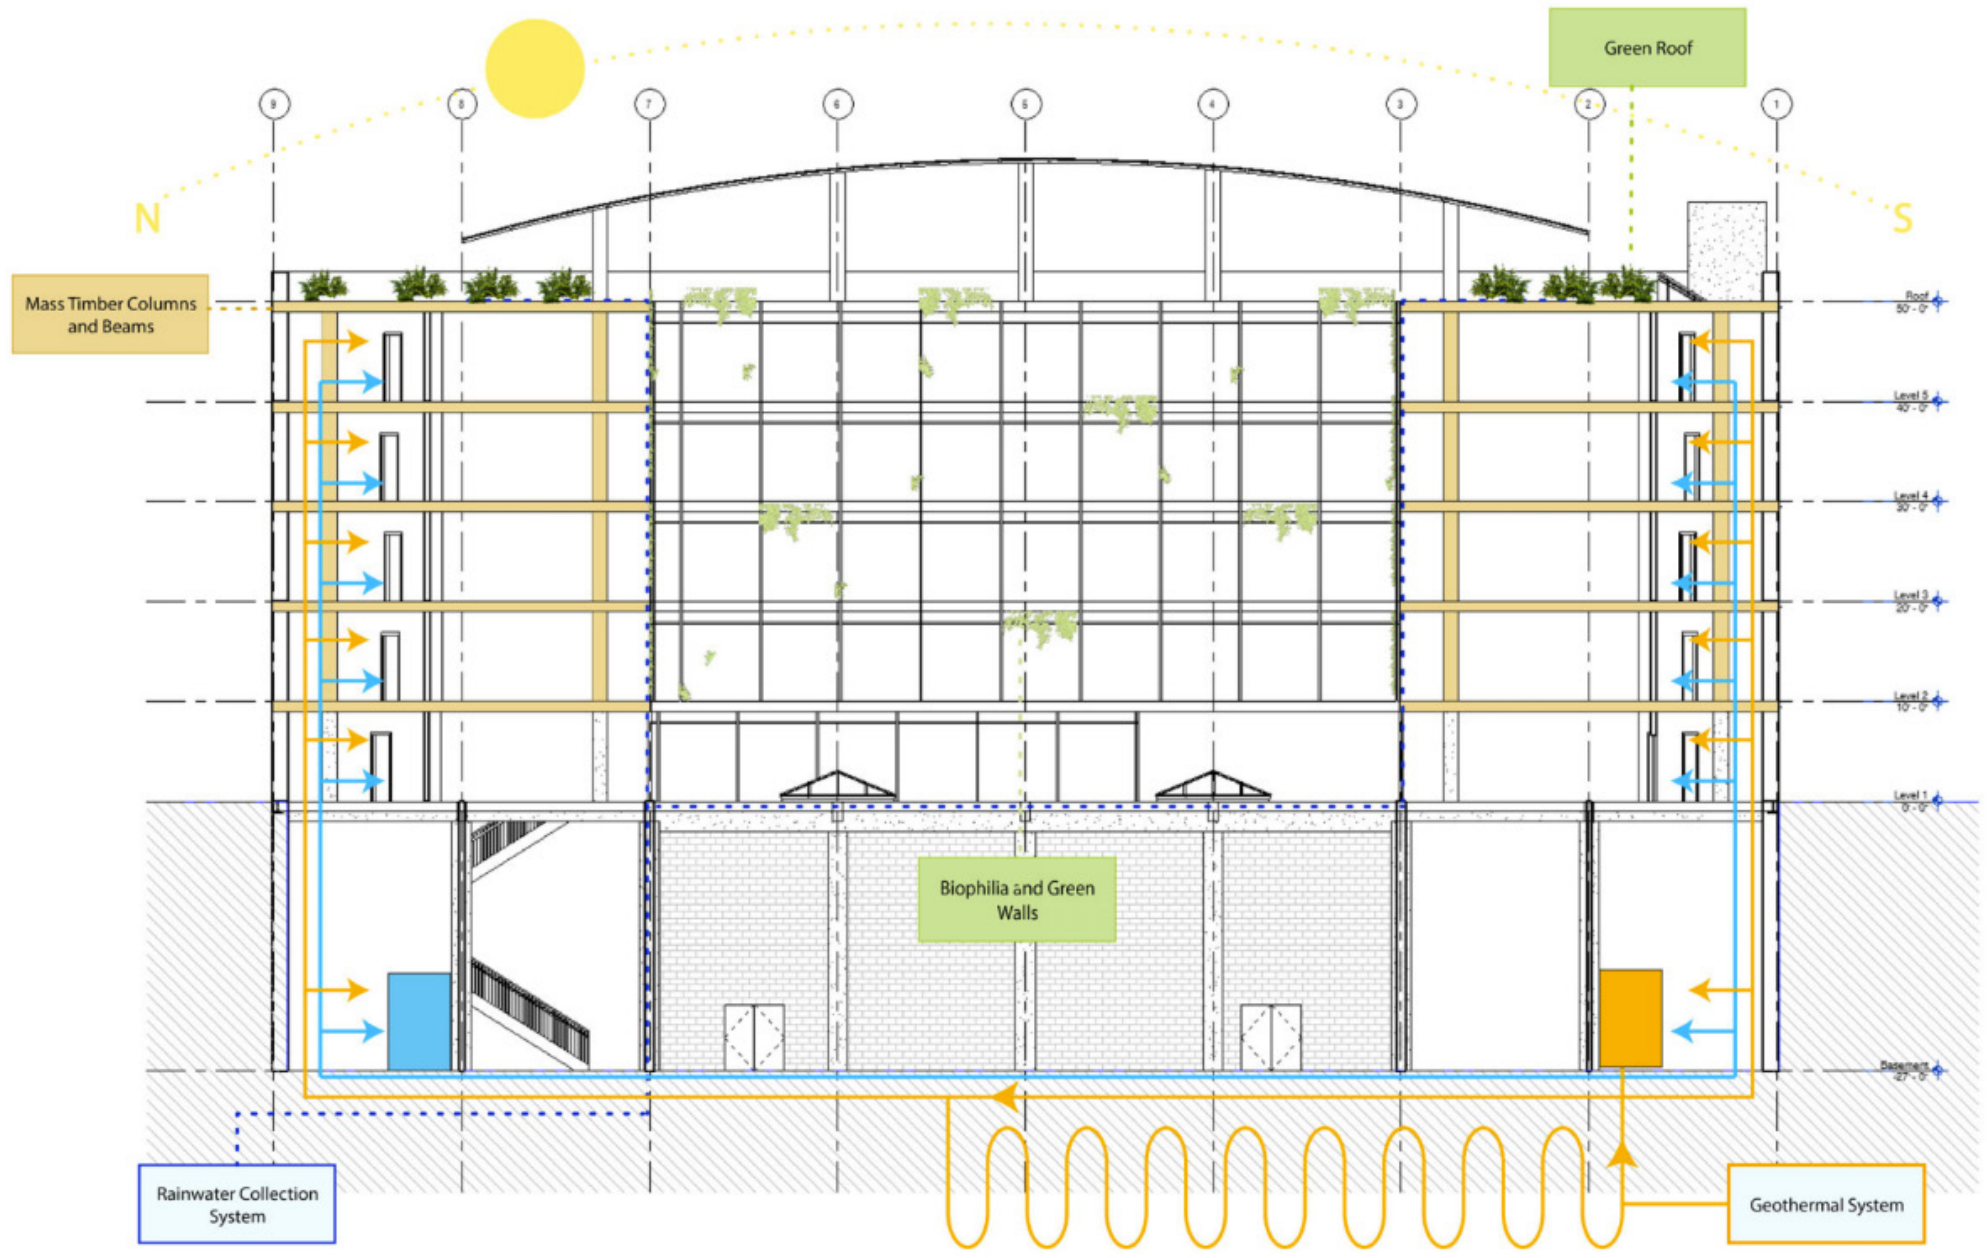 Green Roof
9 8 7 6 5 4 3 2 1
N
S
Mass Timber Columns
and Beams
Roof
50' - 0"
Level 5
40' - 0"
Level 4
30' - 0"
Level 3
20' - 0"
Level 2
10' - 0"
Level 1
0' - 0"
Biophilia and Green
Walls
Basement
-27' - 0"
Rainwater Collection
System
Geothermal System